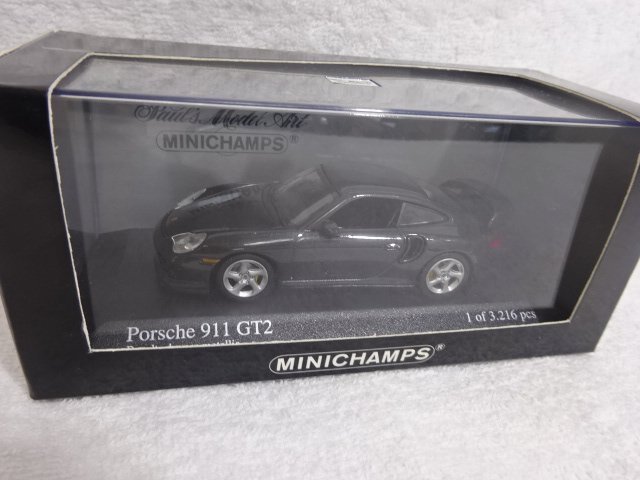 Paul's Model Art
MINICHAMPS®
Porsche 911 GT2
1 of 3.216 pcs
MINICHAMPS®